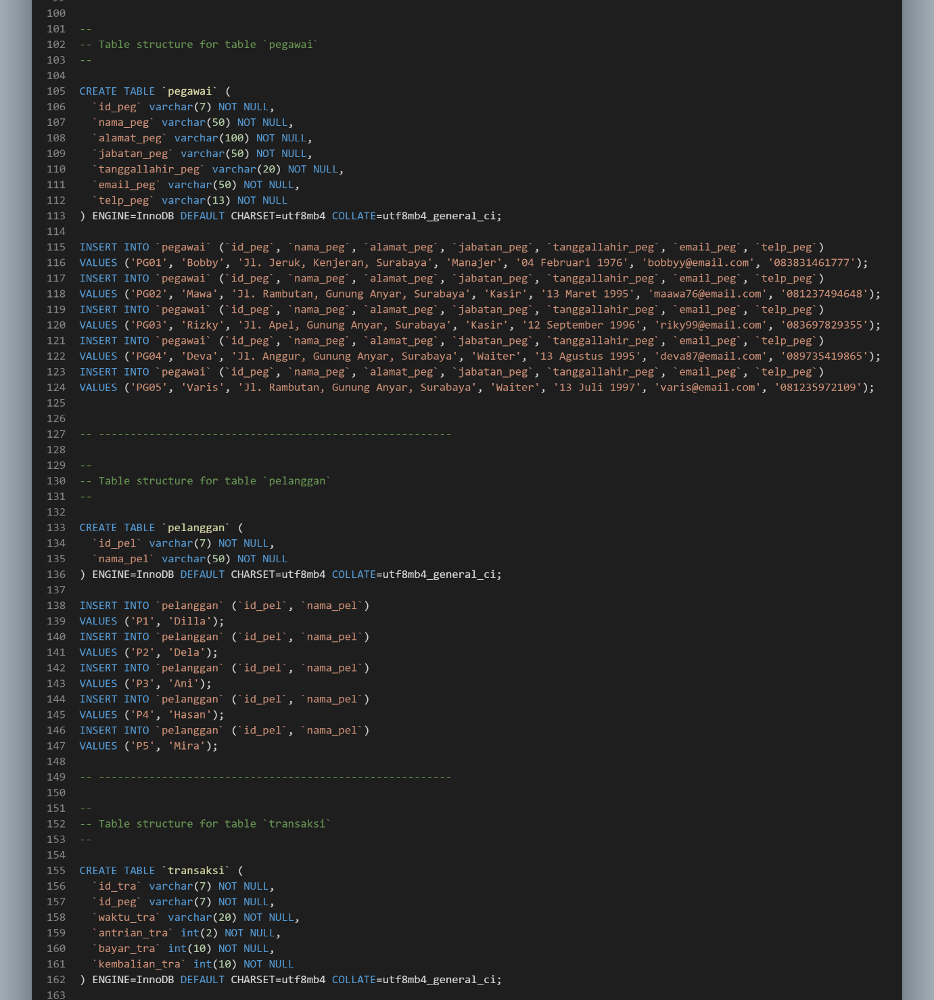 100
101 --
102 -- Table structure for table `pegawai`
103 --
104
105 CREATE TABLE `pegawai` (
106   `id_peg` varchar(7) NOT NULL,
107   `nama_peg` varchar(50) NOT NULL,
108   `alamat_peg` varchar(100) NOT NULL,
109   `jabatan_peg` varchar(50) NOT NULL,
110   `tanggallahir_peg` varchar(20) NOT NULL,
111   `email_peg` varchar(50) NOT NULL,
112   `telp_peg` varchar(13) NOT NULL
113 ) ENGINE=InnoDB DEFAULT CHARSET=utf8mb4 COLLATE=utf8mb4_general_ci;
114
115 INSERT INTO `pegawai` (`id_peg`, `nama_peg`, `alamat_peg`, `jabatan_peg`, `tanggallahir_peg`, `email_peg`, `telp_peg`)
116 VALUES ('PG01', 'Bobby', 'Jl. Jeruk, Kenjeran, Surabaya', 'Manajer', '04 Februari 1976', 'bobbyy@email.com', '083831461777');
117 INSERT INTO `pegawai` (`id_peg`, `nama_peg`, `alamat_peg`, `jabatan_peg`, `tanggallahir_peg`, `email_peg`, `telp_peg`)
118 VALUES ('PG02', 'Mawa', 'Jl. Rambutan, Gunung Anyar, Surabaya', 'Kasir', '13 Maret 1995', 'maawa76@email.com', '081237494648');
119 INSERT INTO `pegawai` (`id_peg`, `nama_peg`, `alamat_peg`, `jabatan_peg`, `tanggallahir_peg`, `email_peg`, `telp_peg`)
120 VALUES ('PG03', 'Rizky', 'Jl. Apel, Gunung Anyar, Surabaya', 'Kasir', '12 September 1996', 'riky99@email.com', '083697829355');
121 INSERT INTO `pegawai` (`id_peg`, `nama_peg`, `alamat_peg`, `jabatan_peg`, `tanggallahir_peg`, `email_peg`, `telp_peg`)
122 VALUES ('PG04', 'Deva', 'Jl. Anggur, Gunung Anyar, Surabaya', 'Waiter', '13 Agustus 1995', 'deva87@email.com', '089735419865');
123 INSERT INTO `pegawai` (`id_peg`, `nama_peg`, `alamat_peg`, `jabatan_peg`, `tanggallahir_peg`, `email_peg`, `telp_peg`)
124 VALUES ('PG05', 'Varis', 'Jl. Rambutan, Gunung Anyar, Surabaya', 'Waiter', '13 Juli 1997', 'varis@email.com', '081235972109');
125
126
127 -- --------------------------------------------------------
128
129 --
130 -- Table structure for table `pelanggan`
131 --
132
133 CREATE TABLE `pelanggan` (
134   `id_pel` varchar(7) NOT NULL,
135   `nama_pel` varchar(50) NOT NULL
136 ) ENGINE=InnoDB DEFAULT CHARSET=utf8mb4 COLLATE=utf8mb4_general_ci;
137
138 INSERT INTO `pelanggan` (`id_pel`, `nama_pel`)
139 VALUES ('P1', 'Dilla');
140 INSERT INTO `pelanggan` (`id_pel`, `nama_pel`)
141 VALUES ('P2', 'Dela');
142 INSERT INTO `pelanggan` (`id_pel`, `nama_pel`)
143 VALUES ('P3', 'Ani');
144 INSERT INTO `pelanggan` (`id_pel`, `nama_pel`)
145 VALUES ('P4', 'Hasan');
146 INSERT INTO `pelanggan` (`id_pel`, `nama_pel`)
147 VALUES ('P5', 'Mira');
148
149 -- --------------------------------------------------------
150
151 --
152 -- Table structure for table `transaksi`
153 --
154
155 CREATE TABLE `transaksi` (
156   `id_tra` varchar(7) NOT NULL,
157   `id_peg` varchar(7) NOT NULL,
158   `waktu_tra` varchar(20) NOT NULL,
159   `antrian_tra` int(2) NOT NULL,
160   `bayar_tra` int(10) NOT NULL,
161   `kembalian_tra` int(10) NOT NULL
162 ) ENGINE=InnoDB DEFAULT CHARSET=utf8mb4 COLLATE=utf8mb4_general_ci;
163